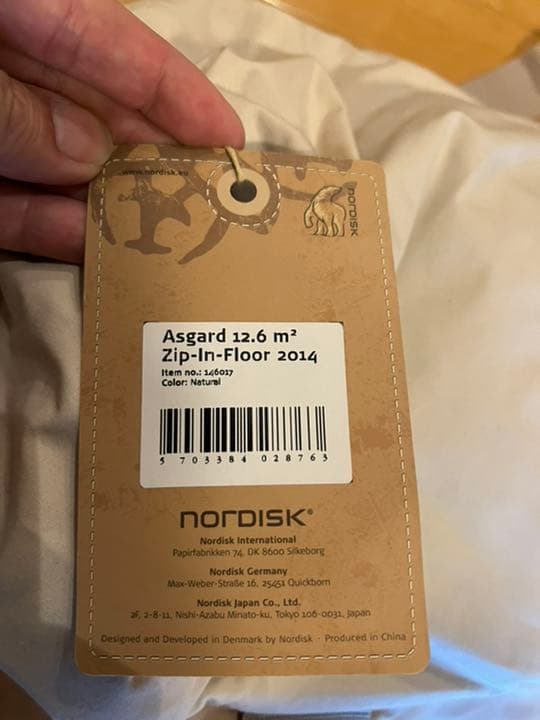 www.nordisk.eu
nordisk
Asgard 12.6 m²
Zip-In-Floor 2014
Item no.: 146017
Color: Natural
5 703384 028763
nordisk®
Nordisk International
Papirfabrikken 74, DK 8600 Silkeborg
Nordisk Germany
Max-Weber-Straße 16, 25451 Quickborn
Nordisk Japan Co., Ltd.
2F, 2-8-11, Nishi-Azabu Minato-ku, Tokyo 106-0031, Japan
Designed and Developed in Denmark by Nordisk · Produced in China